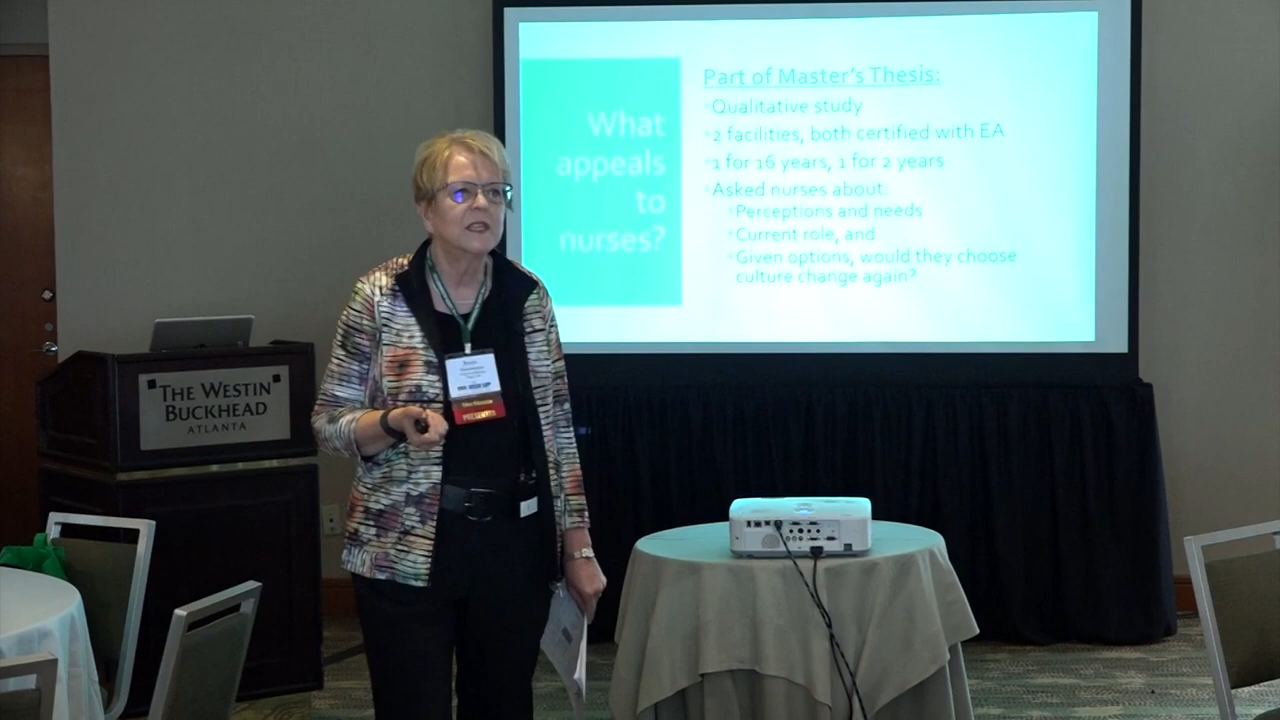 What
appeals
to
nurses?
Part of Master's Thesis:
Qualitative study
2 facilities, both certified with EA
1 for 16 years, 1 for 2 years
Asked nurses about:
Perceptions and needs
Current role, and
Given options, would they choose
culture change again?
THE WESTIN
BUCKHEAD
ATLANTA
PRESENTER